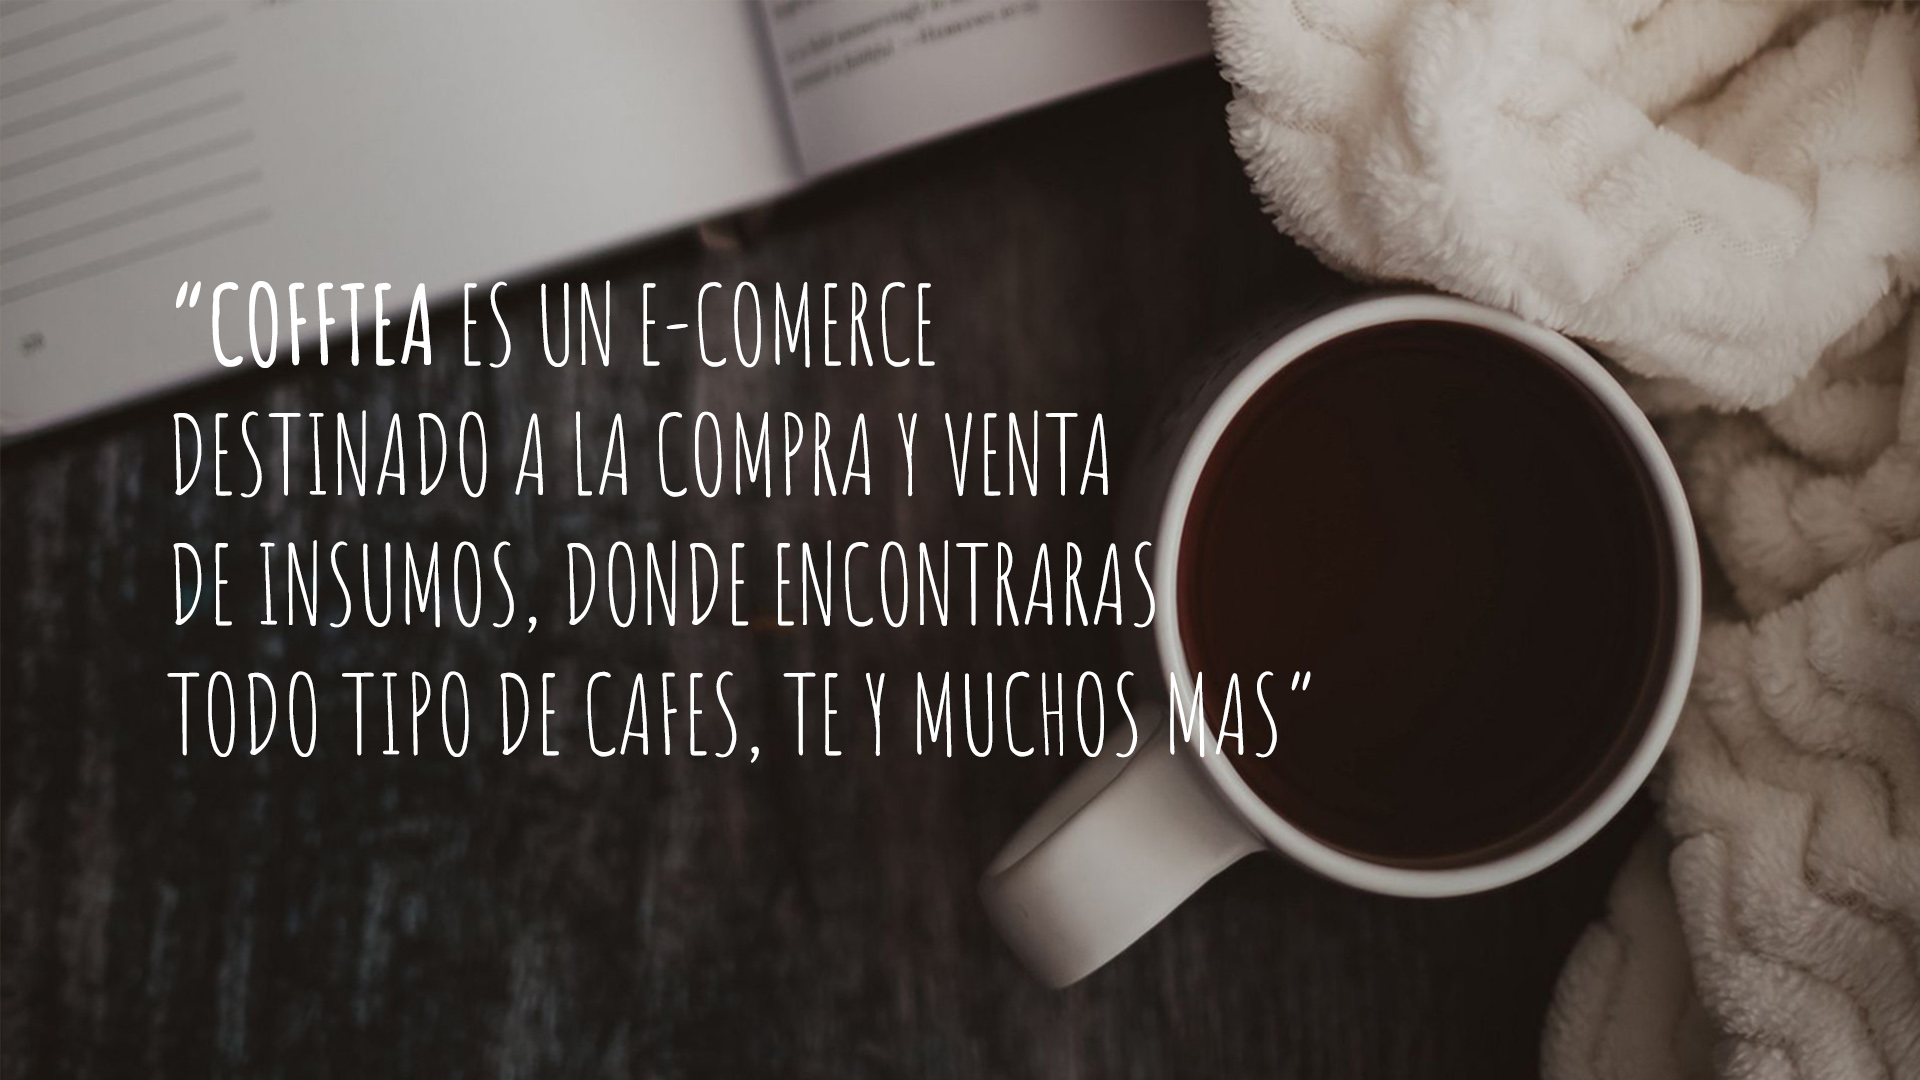 “COFFTEA ES UN E-COMERCE
DESTINADO A LA COMPRA Y VENTA
DE INSUMOS, DONDE ENCONTRARAS
TODO TIPO DE CAFES, TE Y MUCHOS MAS”